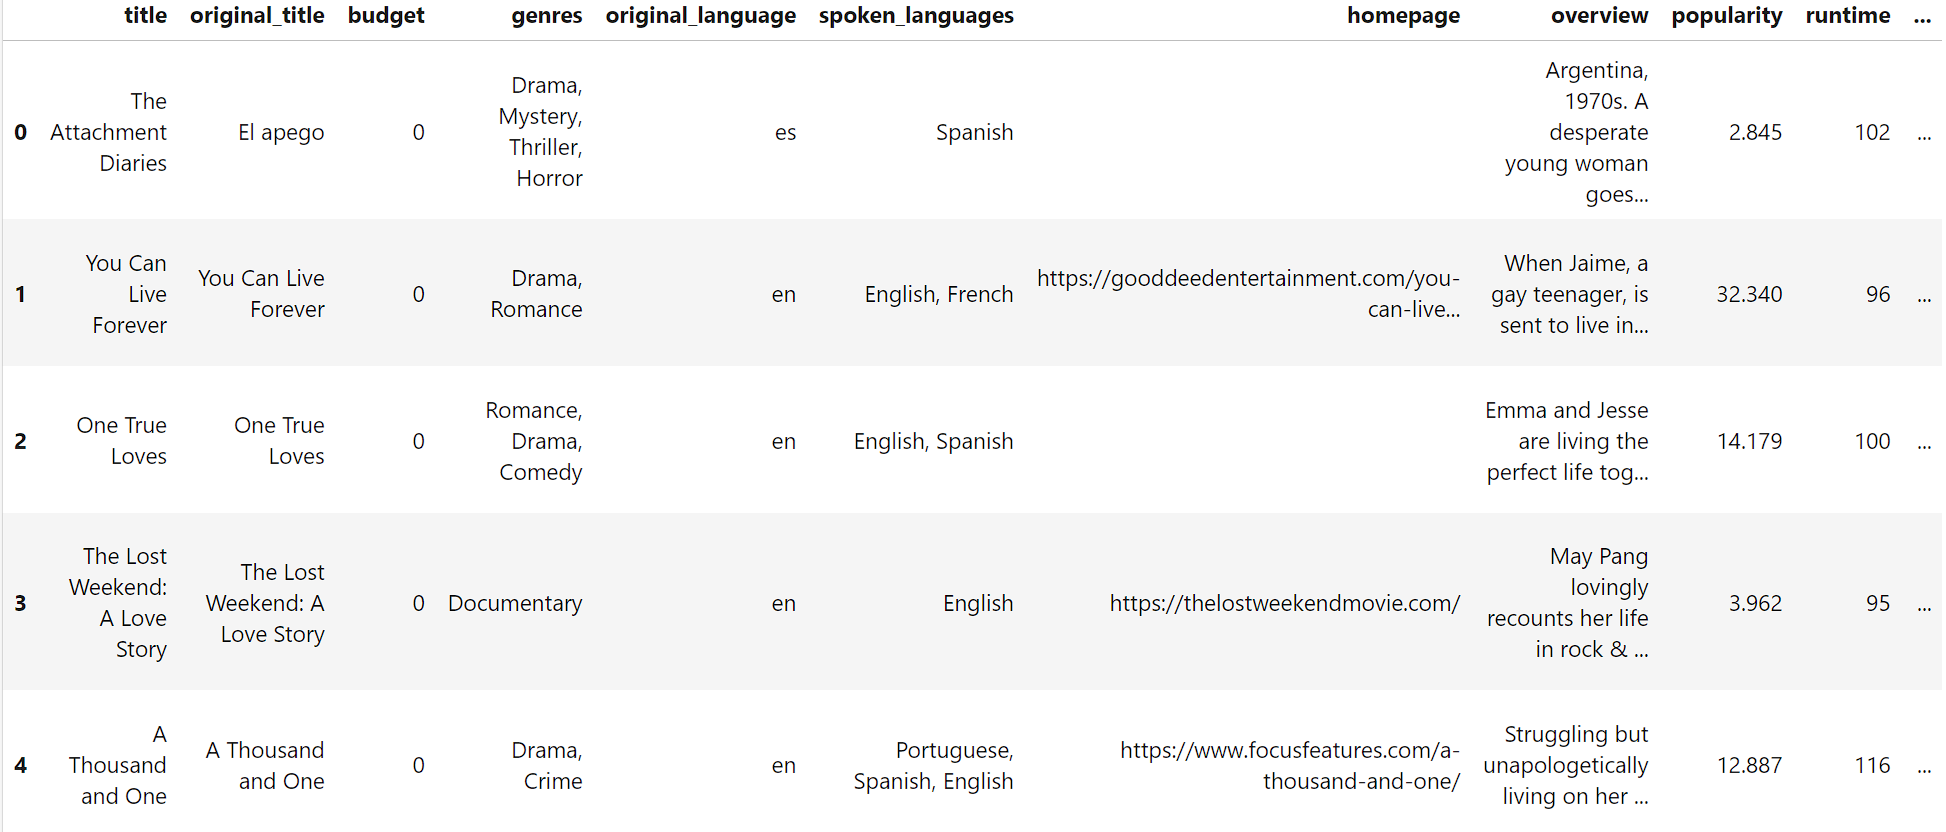 title original_title budget genres original_language spoken_languages homepage overview popularity runtime ...
0 The Attachment Diaries El apego 0 Drama, Mystery, Thriller, Horror es Spanish Argentina, 1970s. A desperate young woman goes... 2.845 102 ...
1 You Can Live Forever You Can Live Forever 0 Drama, Romance en English, French https://gooddeedentertainment.com/you-can-live... When Jaime, a gay teenager, is sent to live in... 32.340 96 ...
2 One True Loves One True Loves 0 Romance, Drama, Comedy en English, Spanish Emma and Jesse are living the perfect life tog... 14.179 100 ...
3 The Lost Weekend: A Love Story The Lost Weekend: A Love Story 0 Documentary en English https://thelostweekendmovie.com/ May Pang lovingly recounts her life in rock & ... 3.962 95 ...
4 A Thousand and One A Thousand and One 0 Drama, Crime en Portuguese, Spanish, English https://www.focusfeatures.com/a-thousand-and-one/ Struggling but unapologetically living on her ... 12.887 116 ...